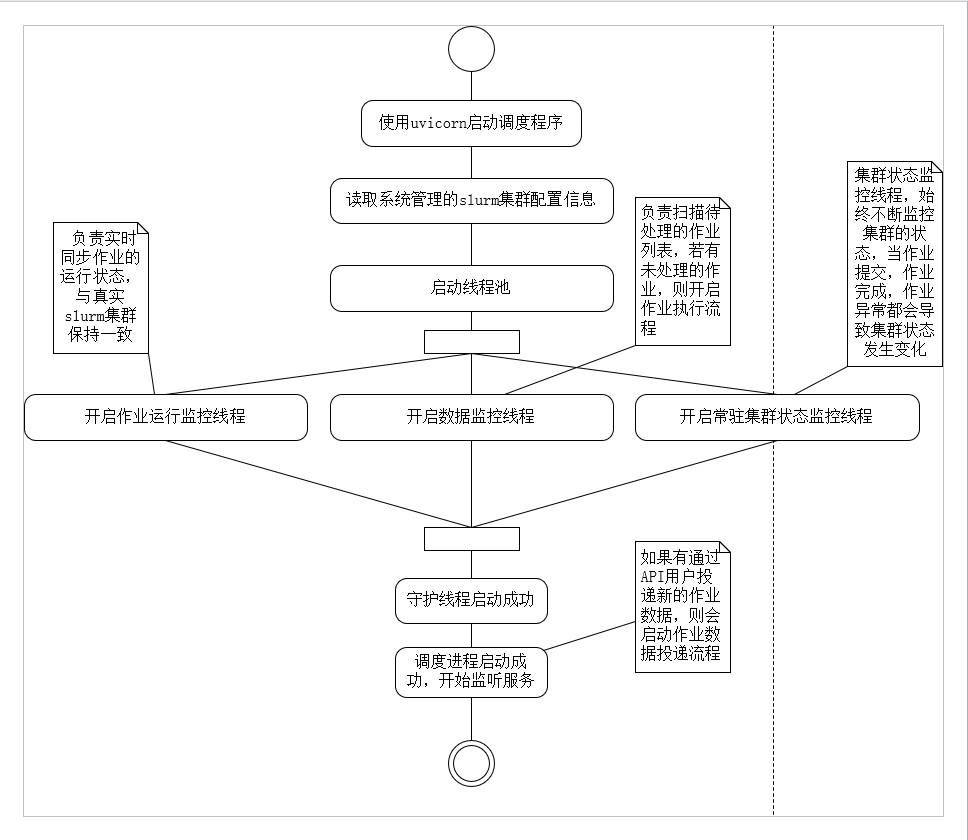 使用uvicorn启动调度程序
读取系统管理的slurm集群配置信息
启动线程池
负责实时
同步作业的
运行状态，
与真实
slurm集群
保持一致
负责扫描待
处理的作业
列表，若有
未处理的作
业，则开启
作业执行流
程
集群状态监
控线程，始
终不断监控
集群的状
态，当作业
提交，作业
完成，作业
异常都会导
致集群状态
发生变化
开启作业运行监控线程
开启数据监控线程
开启常驻集群状态监控线程
守护线程启动成功
如果有通过
API用户投
递新的作业
数据，则会
启动作业数
据投递流程
调度进程启动成
功，开始监听服务